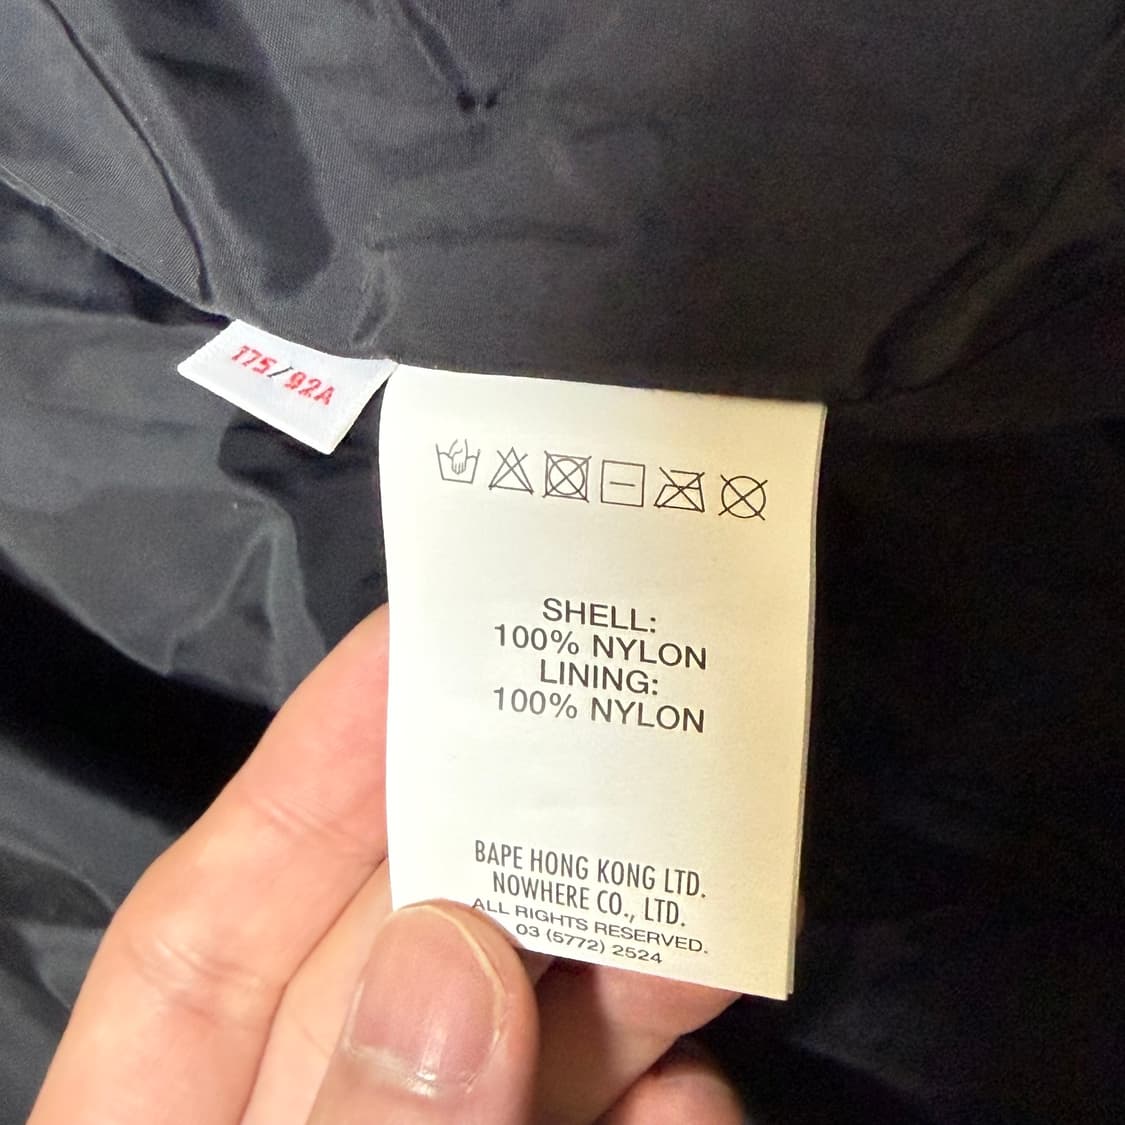 175/92A
SHELL:
100% NYLON
LINING:
100% NYLON
BAPE HONG KONG LTD.
NOWHERE CO., LTD.
ALL RIGHTS RESERVED.
03 (5772) 2524